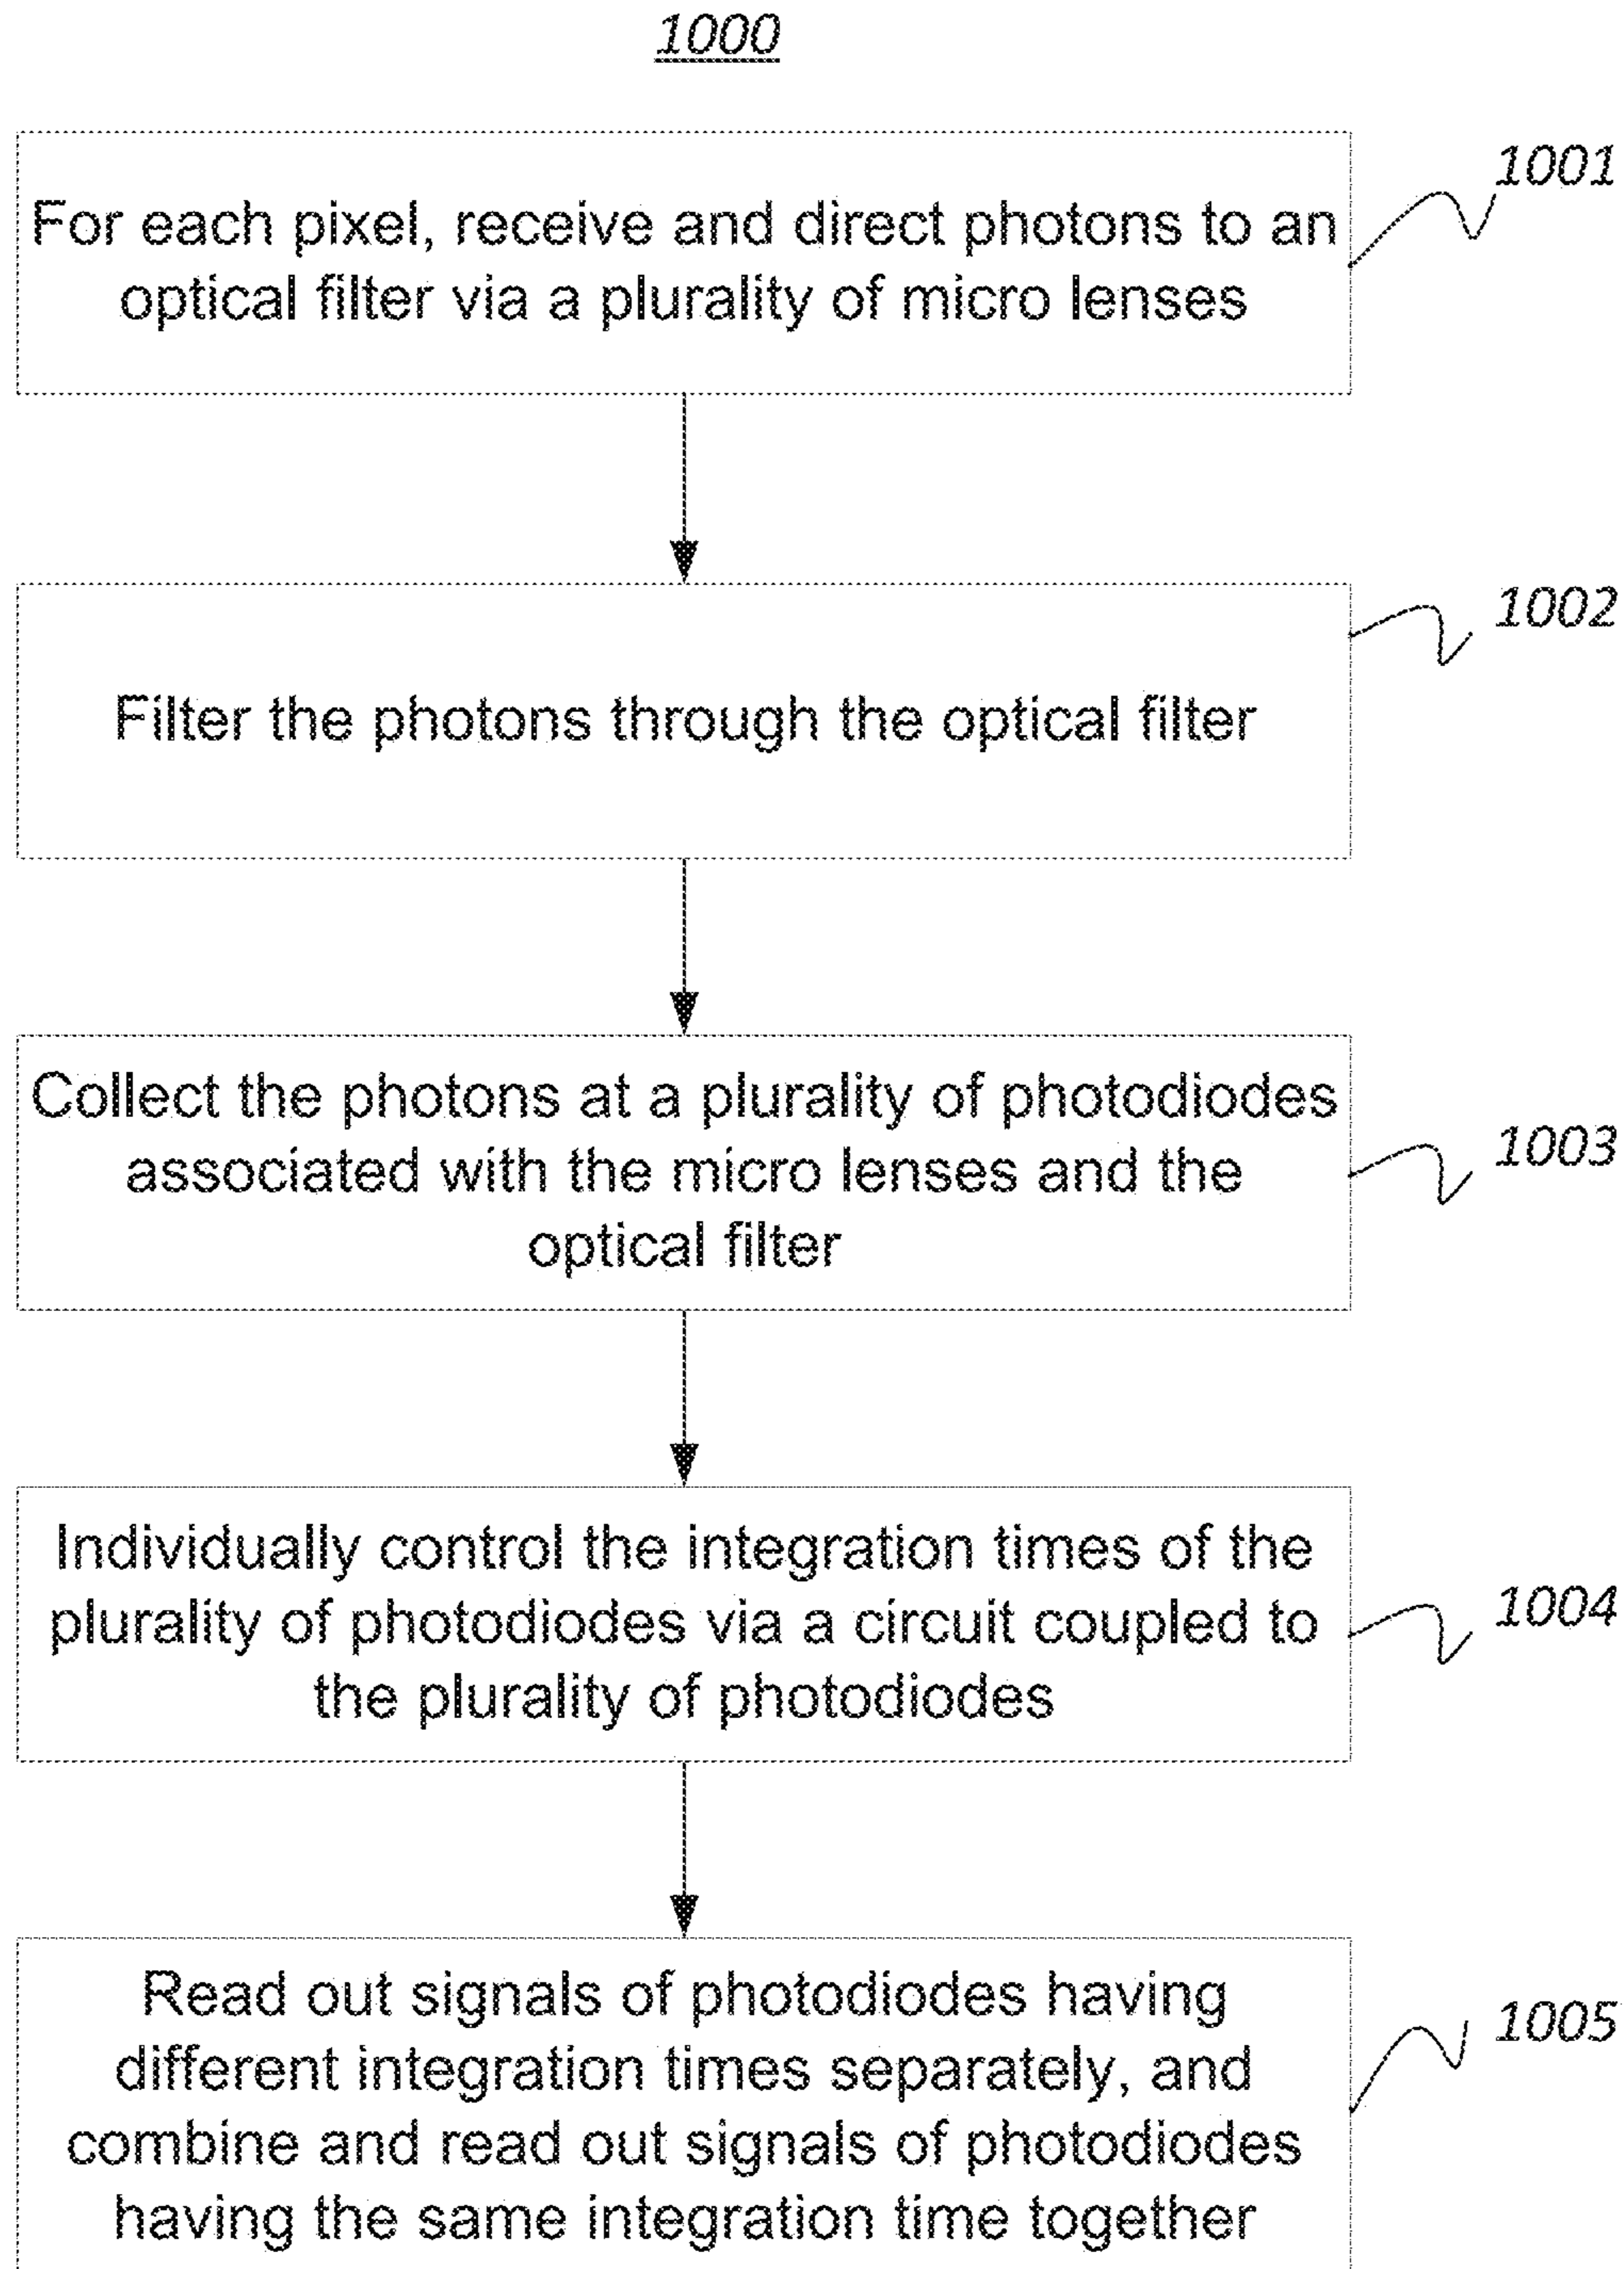 1000
For each pixel, receive and direct photons to an
optical filter via a plurality of micro lenses
1001
Filter the photons through the optical filter
1002
Collect the photons at a plurality of photodiodes
associated with the micro lenses and the
optical filter
1003
Individually control the integration times of the
plurality of photodiodes via a circuit coupled to
the plurality of photodiodes
1004
Read out signals of photodiodes having
different integration times separately, and
combine and read out signals of photodiodes
having the same integration time together
1005